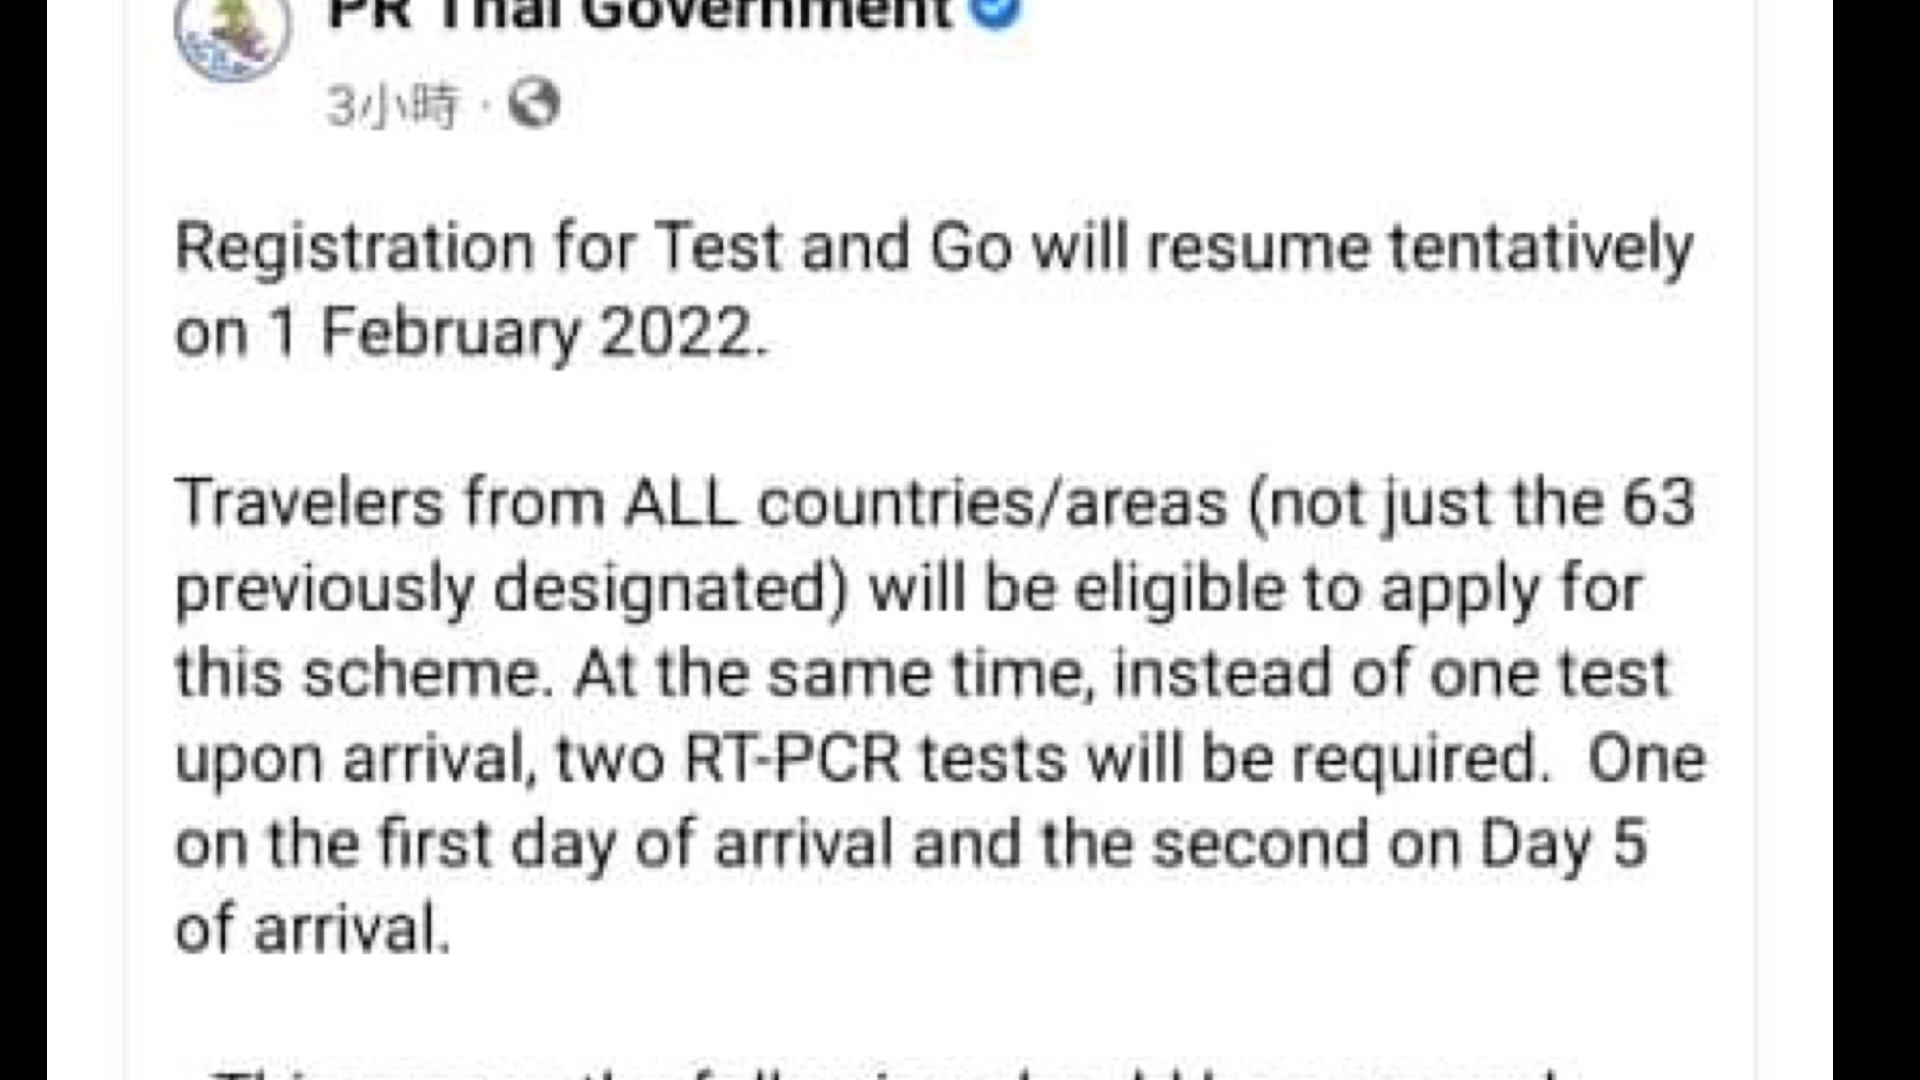 PR Thai Government
3小時 ·
Registration for Test and Go will resume tentatively
on 1 February 2022.
Travelers from ALL countries/areas (not just the 63
previously designated) will be eligible to apply for
this scheme. At the same time, instead of one test
upon arrival, two RT-PCR tests will be required.  One
on the first day of arrival and the second on Day 5
of arrival.